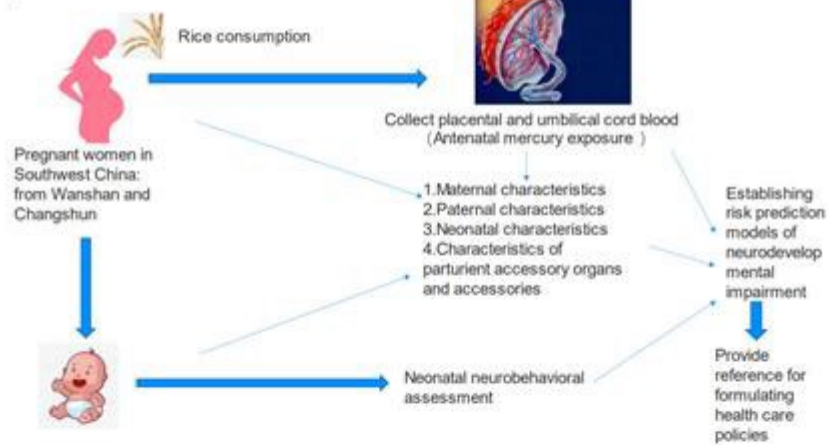 Rice consumption
Collect placental and umbilical cord blood
(Antenatal mercury exposure )
Pregnant women in
Southwest China:
from Wanshan and
Changshun
1.Maternal characteristics
2.Paternal characteristics
3.Neonatal characteristics
4.Characteristics of
parturient accessory organs
and accessories
Establishing
risk prediction
models of
neurodevelop
mental
impairment
Neonatal neurobehavioral
assessment
Provide
reference for
formulating
health care
policies